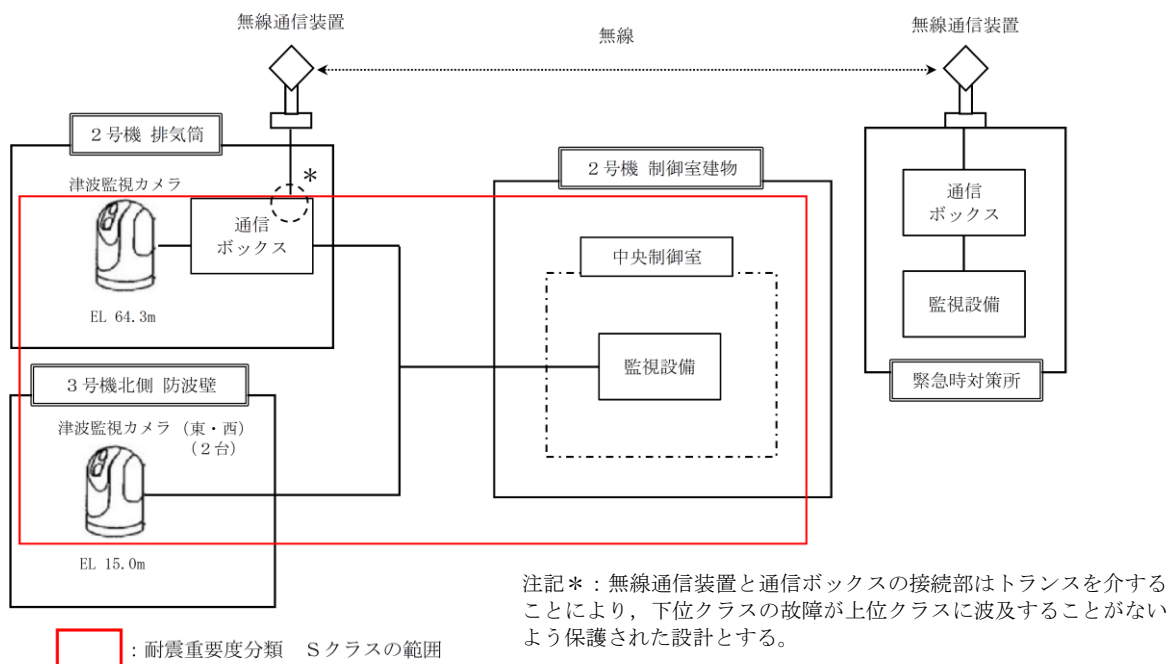 無線通信装置
無線
無線通信装置
2号機 排気筒
津波監視カメラ
*
通信
ボックス
EL 64.3m
2号機 制御室建物
中央制御室
監視設備
通信
ボックス
監視設備
緊急時対策所
3号機北側 防波壁
津波監視カメラ (東・西)
(2台)
EL 15.0m
注記*:無線通信装置と通信ボックスの接続部はトランスを介する
ことにより,下位クラスの故障が上位クラスに波及することがない
よう保護された設計とする。
:耐震重要度分類 Sクラスの範囲